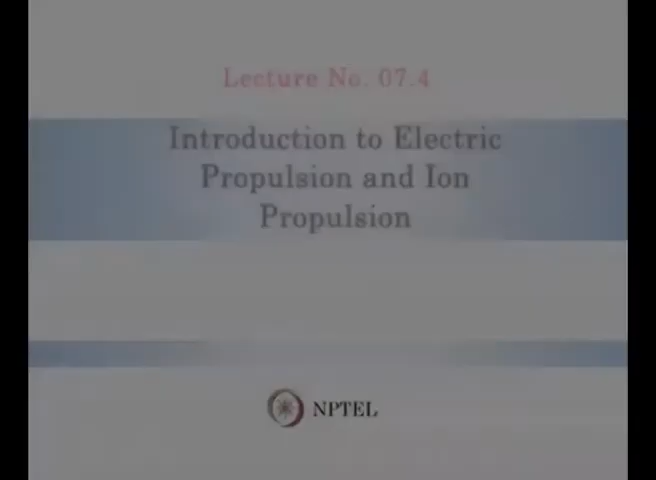 Lecture No. 07.4
Introduction to Electric
Propulsion and Ion
Propulsion
NPTEL